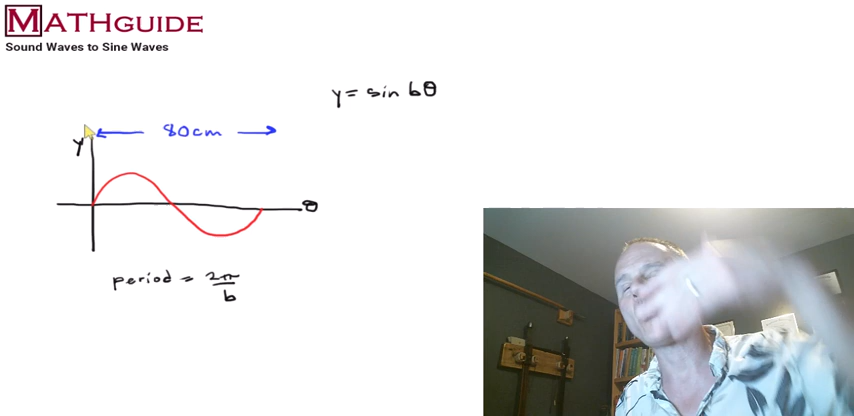 MATHGUIDE
Sound Waves to Sine Waves
y = sin bθ
80cm
y
θ
period = 2π/b